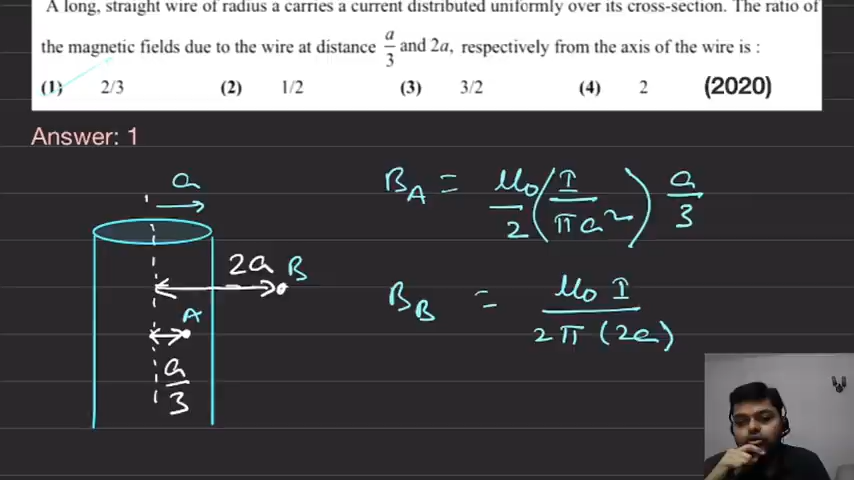 A long, straight wire of radius a carries a current distributed uniformly over its cross-section. The ratio of
the magnetic fields due to the wire at distance a/3 and 2a, respectively from the axis of the wire is :
(1) 2/3 (2) 1/2 (3) 3/2 (4) 2 (2020)
Answer: 1
a
2a B
A
a/3
B_A = μ₀/2 (I/πa²) a/3
B_B = μ₀ I / 2π (2a)